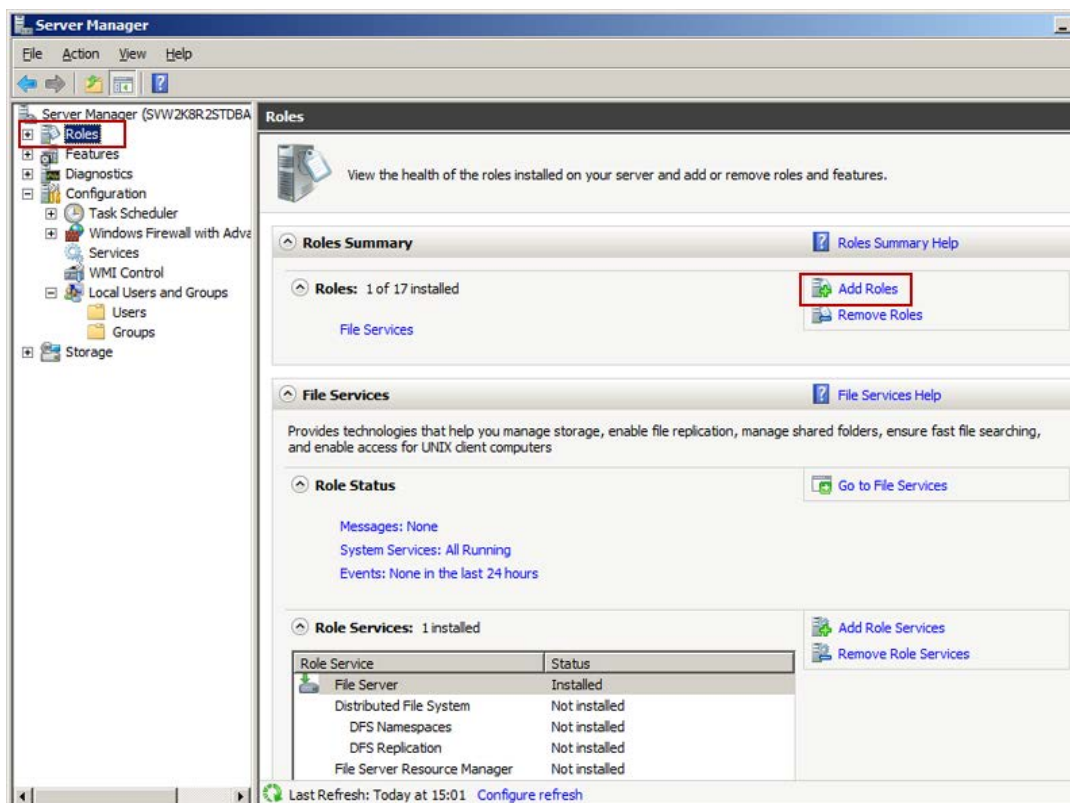 Server Manager
File Action View Help
Server Manager (SVW2K8R2STDBA
Roles
Features
Diagnostics
Configuration
Task Scheduler
Windows Firewall with Adva
Services
WMI Control
Local Users and Groups
Users
Groups
Storage
Roles
View the health of the roles installed on your server and add or remove roles and features.
Roles Summary
Roles Summary Help
Roles: 1 of 17 installed
Add Roles
Remove Roles
File Services
File Services
File Services Help
Provides technologies that help you manage storage, enable file replication, manage shared folders, ensure fast file searching,
and enable access for UNIX client computers
Role Status
Go to File Services
Messages: None
System Services: All Running
Events: None in the last 24 hours
Role Services: 1 installed
Add Role Services
Remove Role Services
Role Service Status
File Server Installed
Distributed File System Not installed
DFS Namespaces Not installed
DFS Replication Not installed
File Server Resource Manager Not installed
Last Refresh: Today at 15:01 Configure refresh